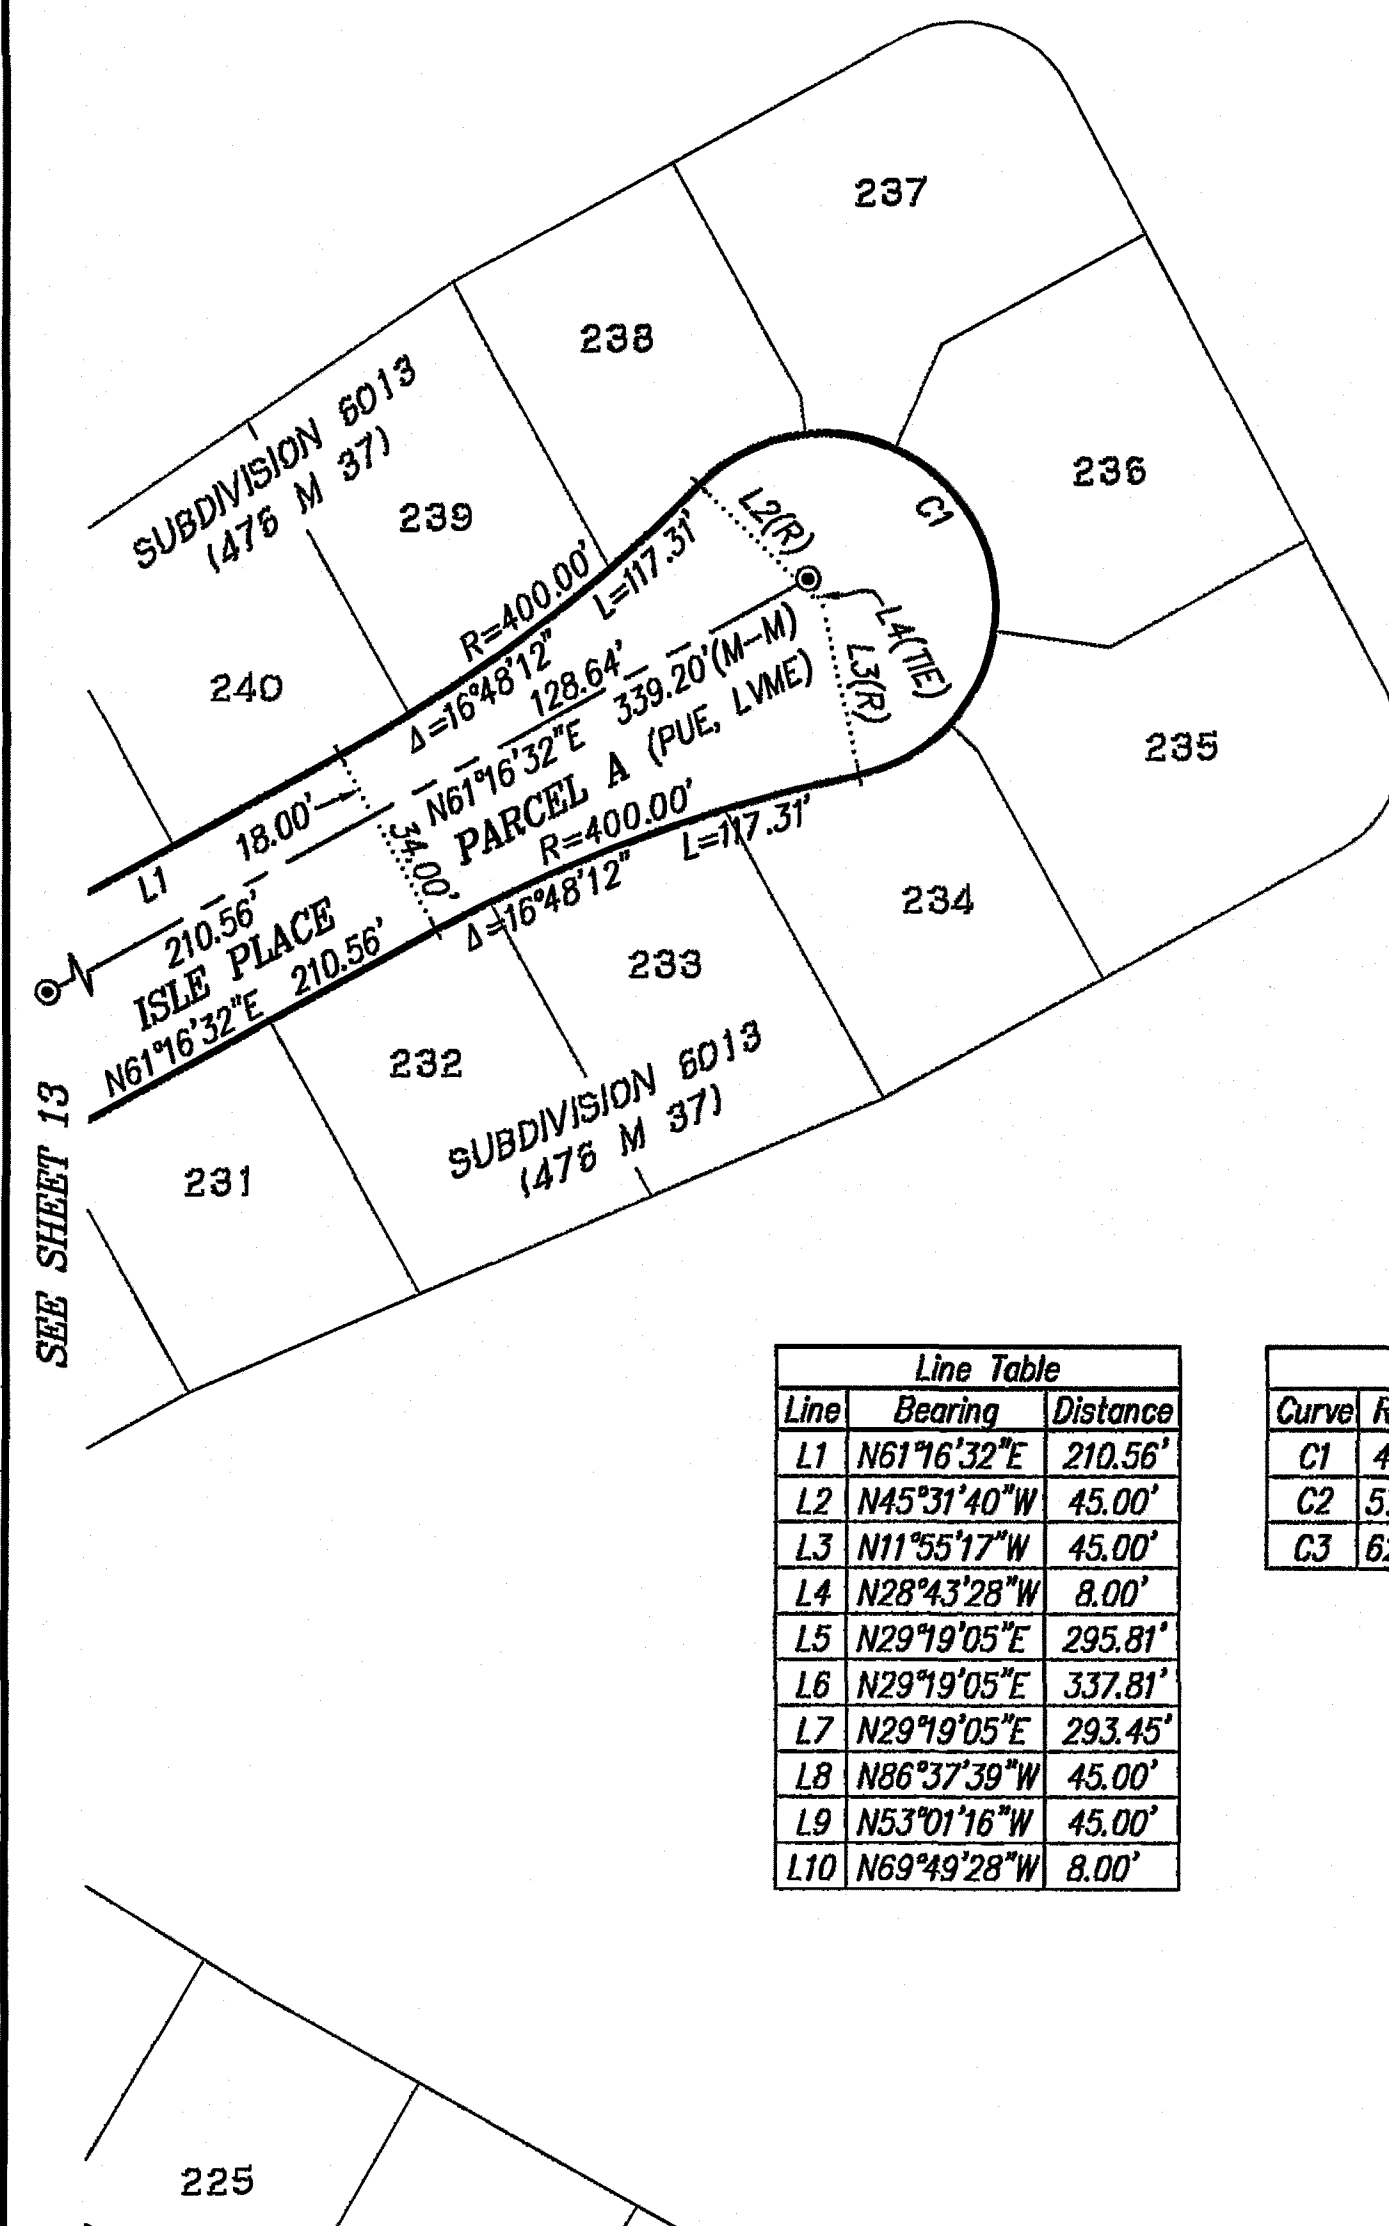 237
238
236
SUBDIVISION 6013
(476 M 37)
239
L2(R)
C1
R=400.00'
L=117.31'
240
Δ=16°48'12"
128.64'
L4(TIE)
L3(R)
N61°16'32"E 339.20'(M-M)
235
PARCEL A (PUE, LVME)
18.00'
34.00'
R=400.00'
L=117.31'
Δ=16°48'12"
L1
234
210.56'
ISLE PLACE
N61°16'32"E 210.56'
233
232
SUBDIVISION 6013
(476 M 37)
231
SEE SHEET 13
Line Table
Line Bearing Distance
L1 N61°16'32"E 210.56'
L2 N45°31'40"W 45.00'
L3 N11°55'17"W 45.00'
L4 N28°43'28"W 8.00'
L5 N29°19'05"E 295.81'
L6 N29°19'05"E 337.81'
L7 N29°19'05"E 293.45'
L8 N86°37'39"W 45.00'
L9 N53°01'16"W 45.00'
L10 N69°49'28"W 8.00'
Curve
C1
C2
C3
225